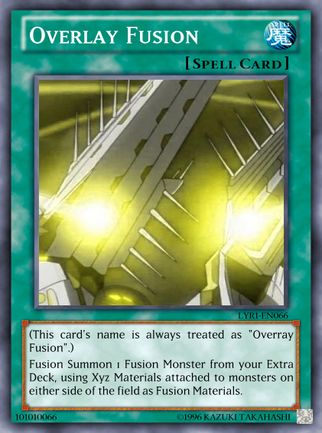 OVERLAY FUSION
魔
SPELL
[SPELL CARD]
LYRI-EN066
(This card's name is always treated as "Overray
Fusion".)
Fusion Summon 1 Fusion Monster from your Extra
Deck, using Xyz Materials attached to monsters on
either side of the field as Fusion Materials.
101010066
©1996 KAZUKI TAKAHASHI